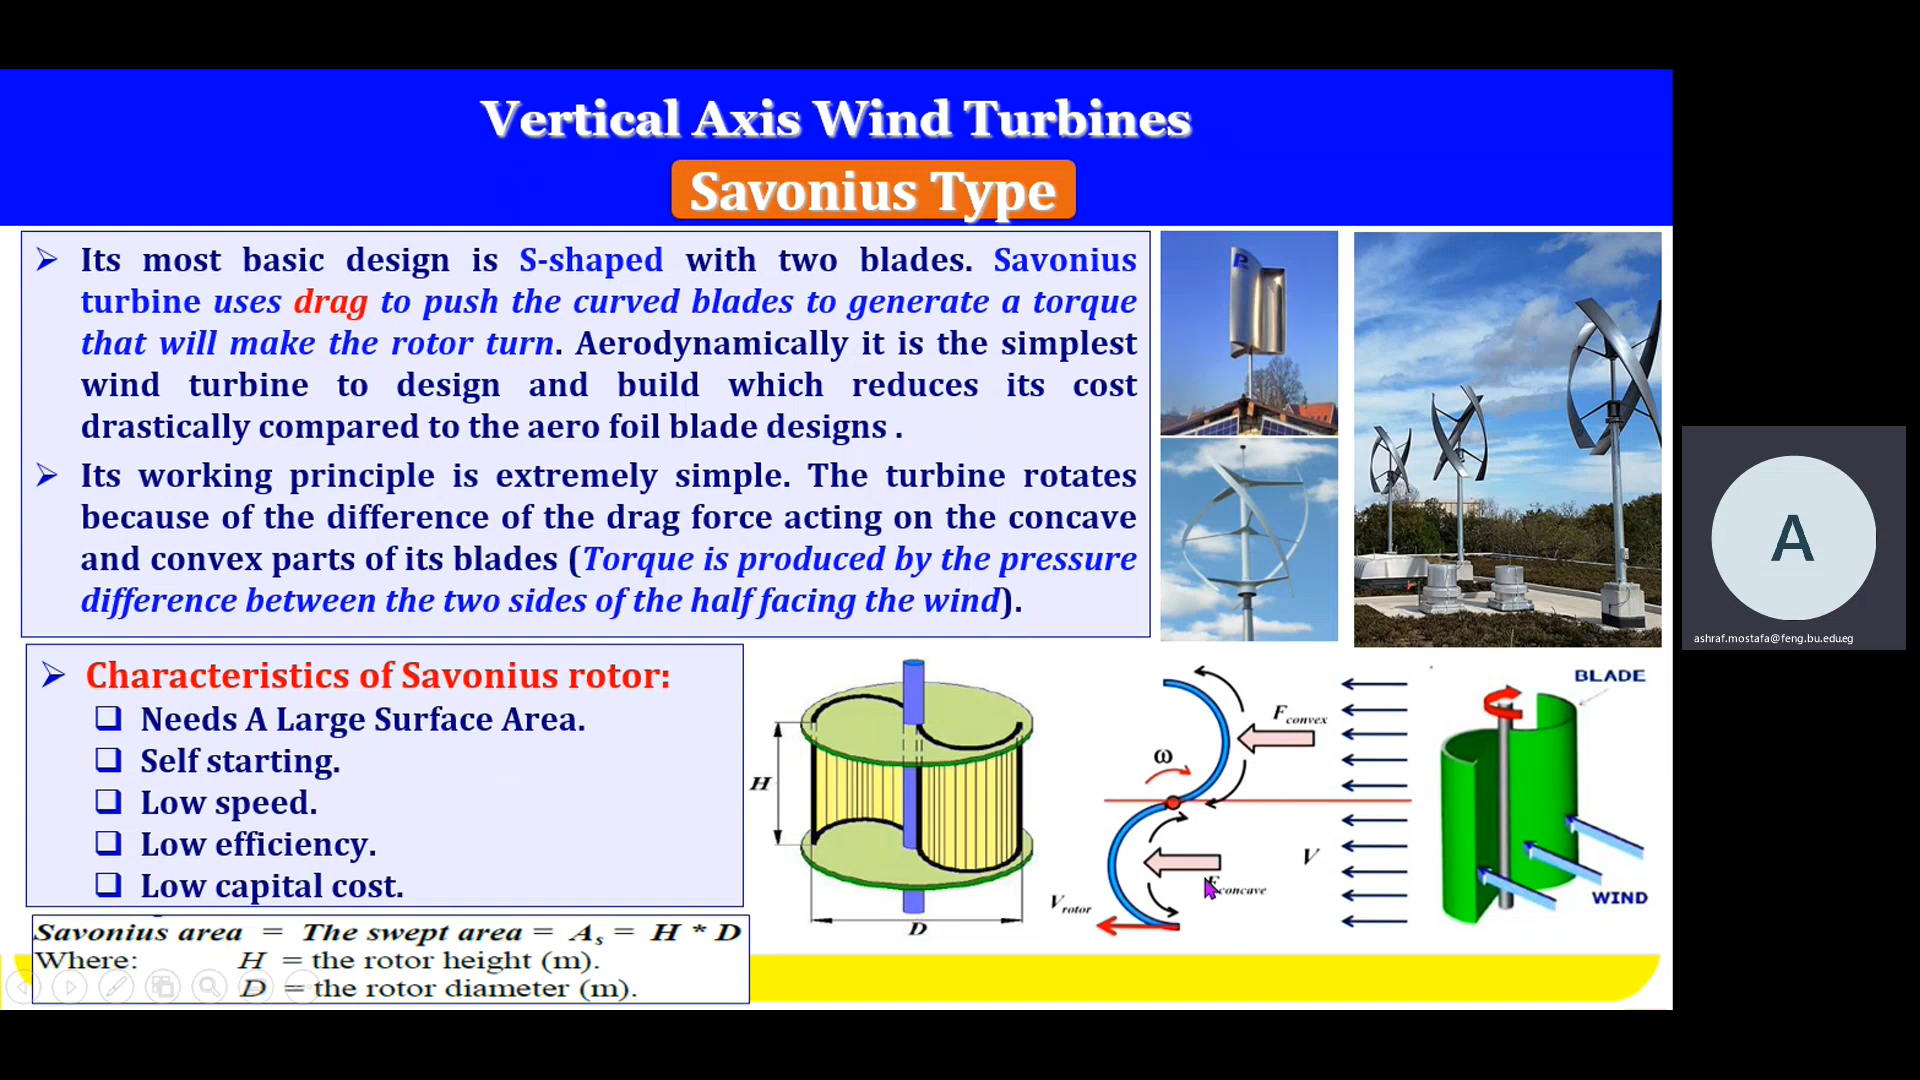 Vertical Axis Wind Turbines
Savonius Type
Its most basic design is S-shaped with two blades. Savonius
turbine uses drag to push the curved blades to generate a torque
that will make the rotor turn. Aerodynamically it is the simplest
wind turbine to design and build which reduces its cost
drastically compared to the aero foil blade designs .
Its working principle is extremely simple. The turbine rotates
because of the difference of the drag force acting on the concave
and convex parts of its blades (Torque is produced by the pressure
difference between the two sides of the half facing the wind).
Characteristics of Savonius rotor:
Needs A Large Surface Area.
Self starting.
Low speed.
Low efficiency.
Low capital cost.
Savonius area = The swept area = As = H * D
Where: H = the rotor height (m).
D = the rotor diameter (m).
H
D
Fconvex
ω
V
Fconcave
Vrotor
BLADE
WIND
A
ashraf.mostafa@feng.bu.edu.eg